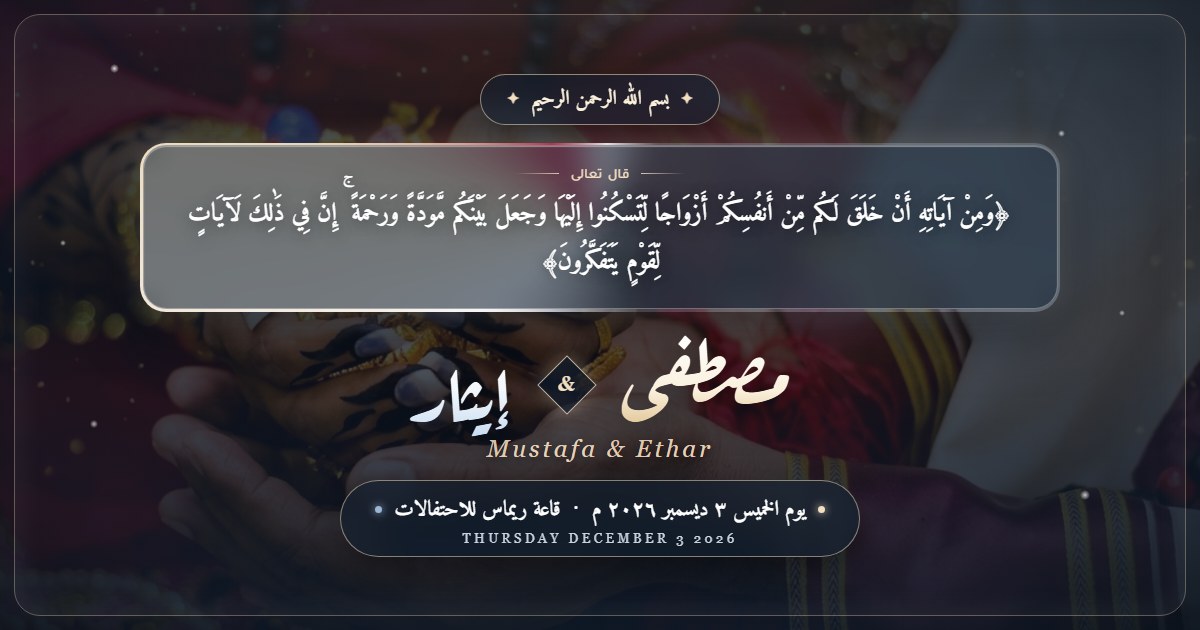 بسم الله الرحمن الرحيم
قال تعالى
﴿وَمِنْ آيَاتِهِ أَنْ خَلَقَ لَكُم مِّنْ أَنفُسِكُمْ أَزْوَاجًا لِّتَسْكُنُوا إِلَيْهَا وَجَعَلَ بَيْنَكُم مَّوَدَّةً وَرَحْمَةً ۚ إِنَّ فِي ذَٰلِكَ لَآيَاتٍ
لِّقَوْمٍ يَتَفَكَّرُونَ﴾
مصطفى & إيثار
Mustafa & Ethar
يوم الخميس ٣ ديسمبر ٢٠٢٦ م · قاعة ريماس للاحتفالات
THURSDAY DECEMBER 3 2026